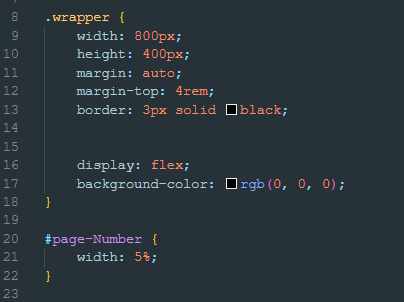 8 .wrapper {
9 width: 800px;
10 height: 400px;
11 margin: auto;
12 margin-top: 4rem;
13 border: 3px solid black;
14
15
16 display: flex;
17 background-color: rgb(0, 0, 0);
18 }
19
20 #page-Number {
21 width: 5%;
22 }
23